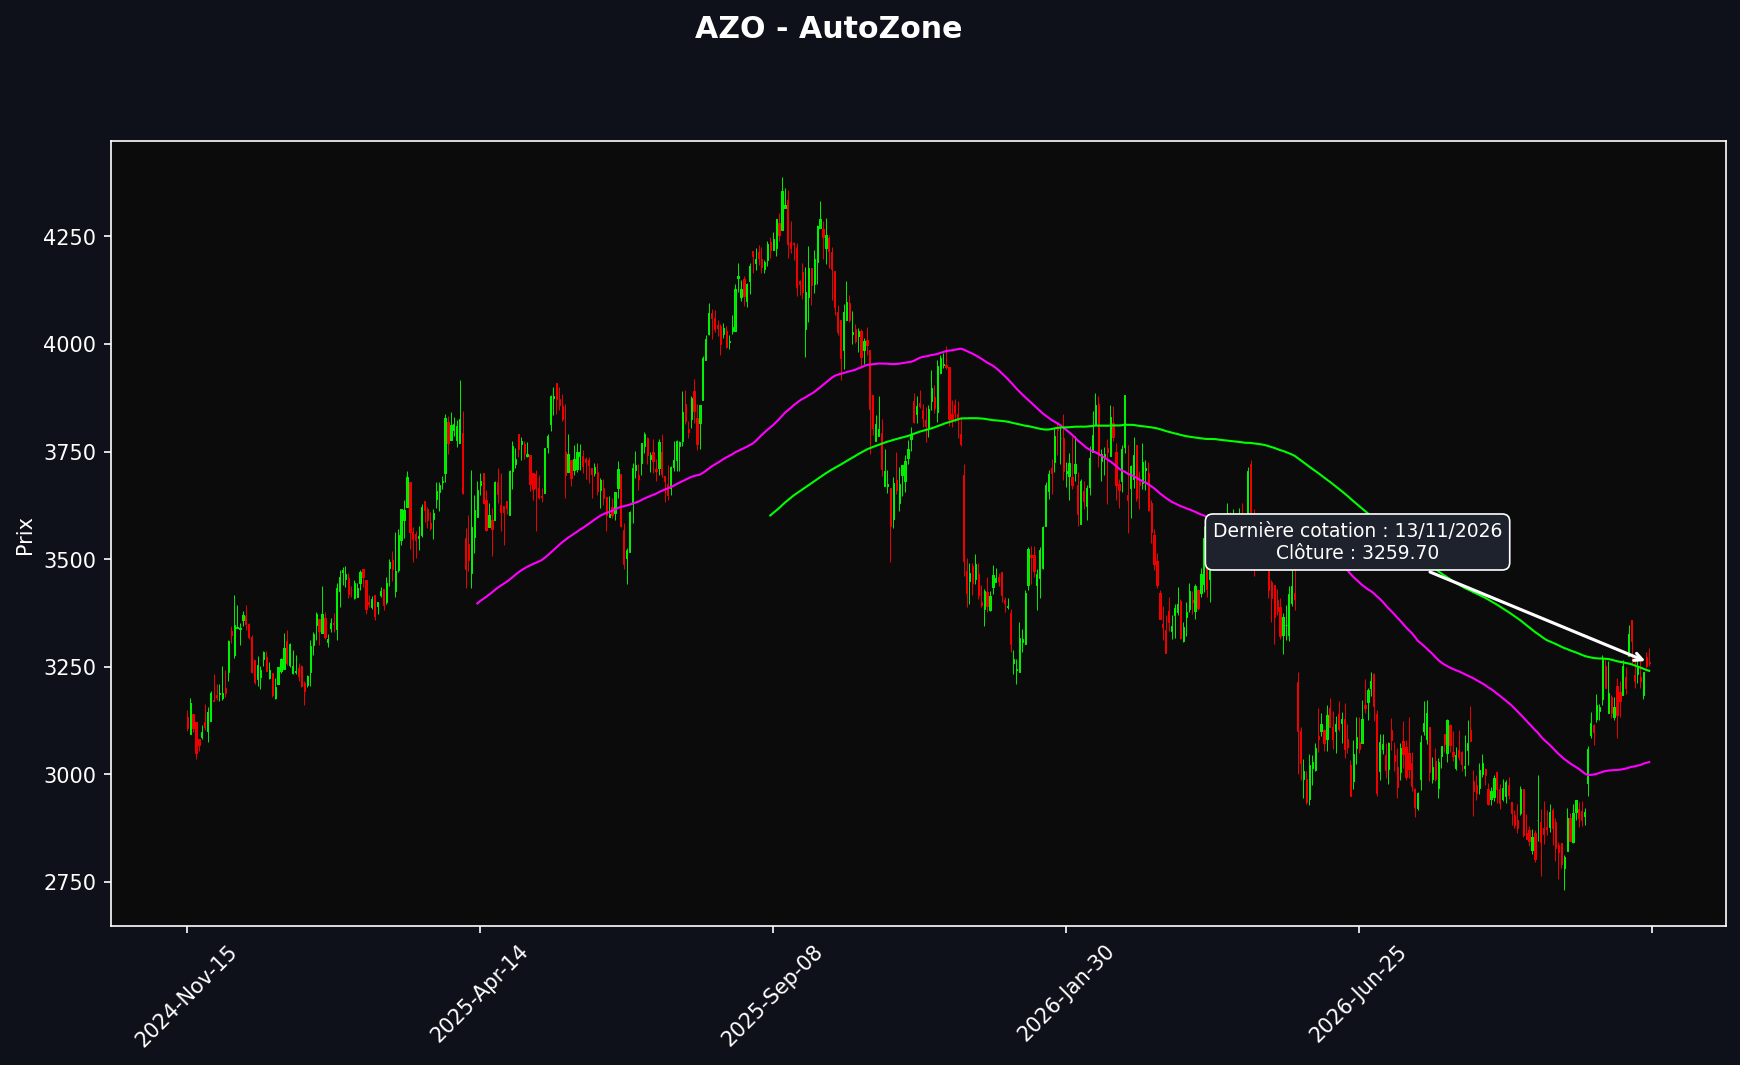 AZO - AutoZone
Prix
4250
4000
3750
3500
3250
3000
2750
Dernière cotation : 13/11/2026
Clôture : 3259.70
2024-Nov-15
2025-Apr-14
2025-Sep-08
2026-Jan-30
2026-Jun-25